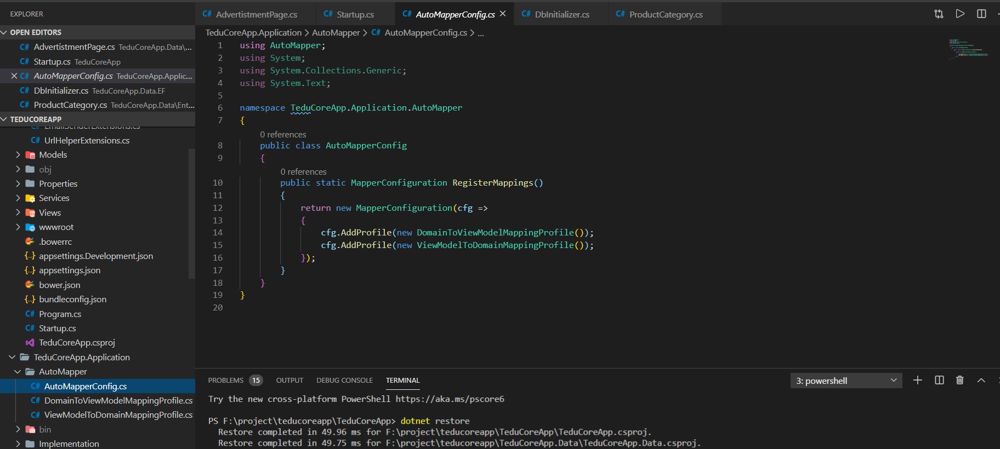 EXPLORER
OPEN EDITORS
C# AdvertistmentPage.cs TeduCoreApp.Data\...
C# Startup.cs TeduCoreApp
C# AutoMapperConfig.cs TeduCoreApp.Applic...
C# DbInitializer.cs TeduCoreApp.Data.EF
C# ProductCategory.cs TeduCoreApp.Data\Ent...
TEDUCOREAPP
C# EmailSenderExtensions.cs
C# UrlHelperExtensions.cs
Models
obj
Properties
Services
Views
wwwroot
.bowerrc
{..} appsettings.Development.json
{..} appsettings.json
bower.json
{..} bundleconfig.json
C# Program.cs
C# Startup.cs
TeduCoreApp.csproj
TeduCoreApp.Application
AutoMapper
C# AutoMapperConfig.cs
C# DomainToViewModelMappingProfile.cs
C# ViewModelToDomainMappingProfile.cs
bin
Implementation
C# AdvertistmentPage.cs C# Startup.cs C# AutoMapperConfig.cs C# DbInitializer.cs C# ProductCategory.cs
TeduCoreApp.Application > AutoMapper > C# AutoMapperConfig.cs > ...
1 using AutoMapper;
2 using System;
3 using System.Collections.Generic;
4 using System.Text;
5
6 namespace TeduCoreApp.Application.AutoMapper
7 {
0 references
8 public class AutoMapperConfig
9 {
0 references
10 public static MapperConfiguration RegisterMappings()
11 {
12 return new MapperConfiguration(cfg =>
13 {
14 cfg.AddProfile(new DomainToViewModelMappingProfile());
15 cfg.AddProfile(new ViewModelToDomainMappingProfile());
16 });
17 }
18 }
19 }
20
PROBLEMS 15 OUTPUT DEBUG CONSOLE TERMINAL 3: powershell
Try the new cross-platform PowerShell https://aka.ms/pscore6
PS F:\project\teducoreapp\TeduCoreApp> dotnet restore
Restore completed in 49.96 ms for F:\project\teducoreapp\TeduCoreApp\TeduCoreApp.csproj.
Restore completed in 49.75 ms for F:\project\teducoreapp\TeduCoreApp.Data\TeduCoreApp.Data.csproj.